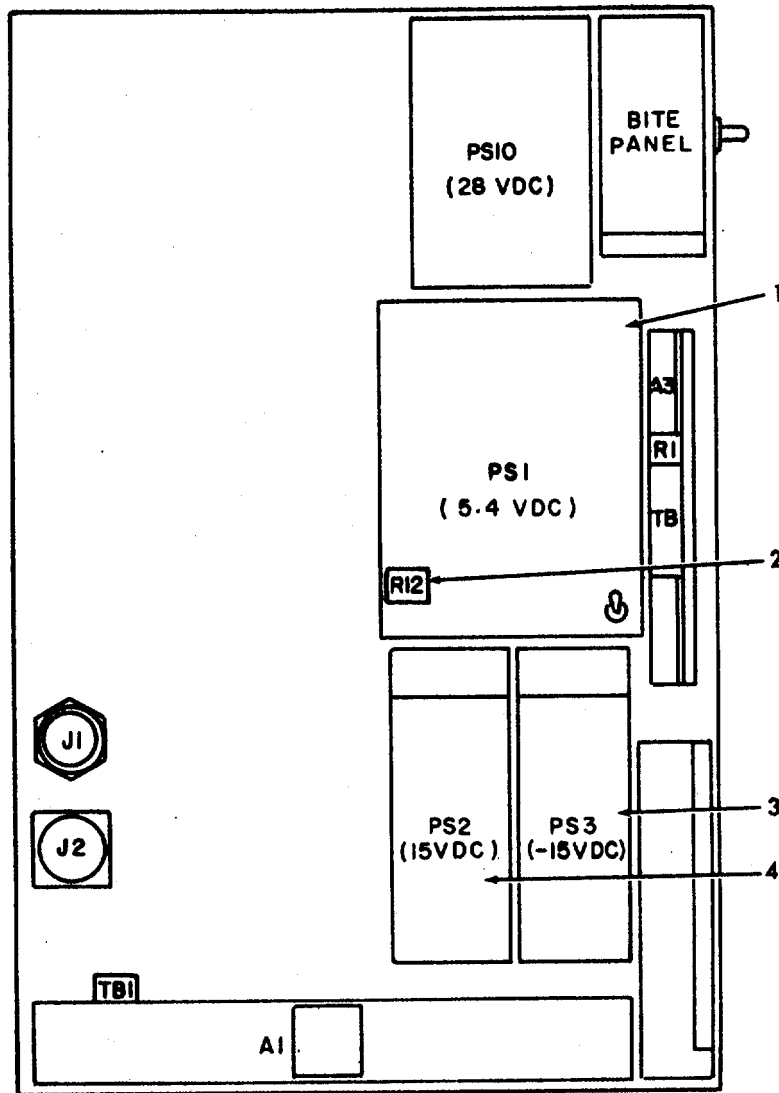 BITE
PANEL
PS10
(28 VDC)
1
A3
R1
PS1
(5.4 VDC)
TB
2
R12
J1
3
PS2
(15VDC)
PS3
(-15VDC)
J2
4
TB1
A1